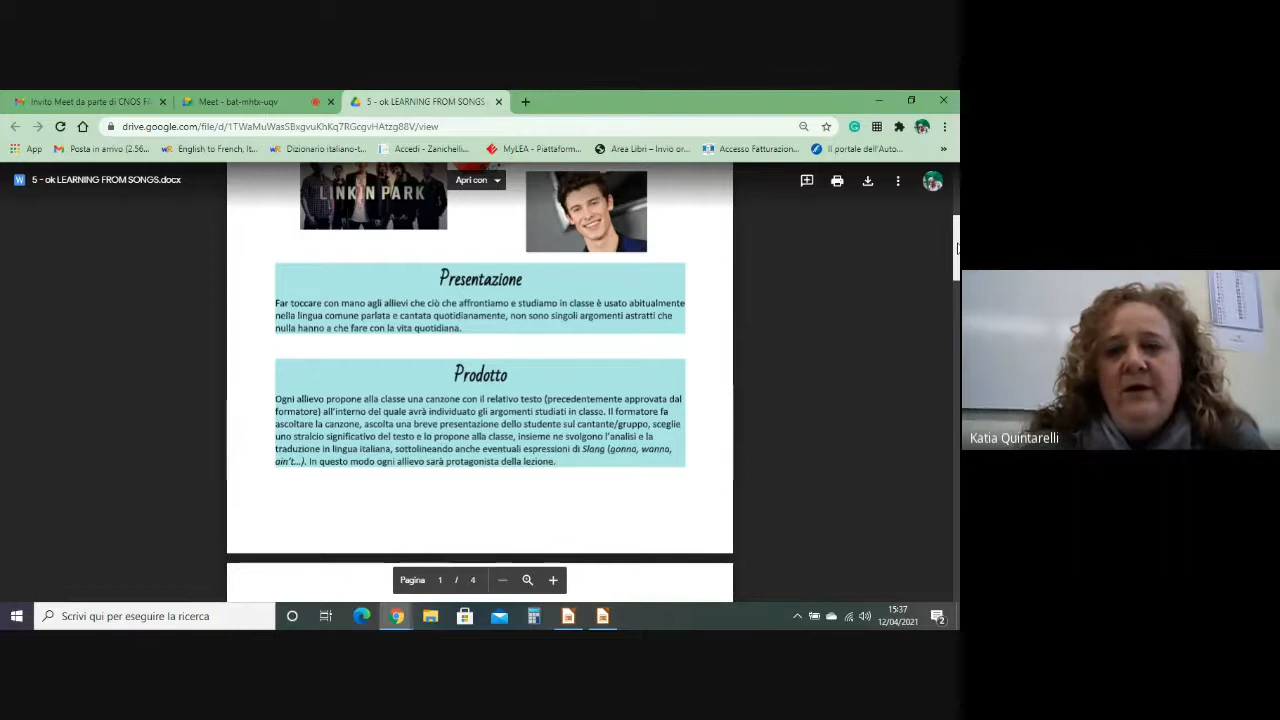 Invito Meet da parte di CNOS F
Meet - bat-mhtx-uqv
5 - ok LEARNING FROM SONGS.
drive.google.com/file/d/1TWaMuWasSBxgvuKhKq7RGcgvHAtzg88V/view
App
Posta in arrivo (2.56...
English to French, It...
Dizionario italiano-t...
Accedi - Zanichelli...
MyLEA - Piattaform...
Area Libri – Invio or...
Accesso Fatturazion...
Il portale dell'Auto...
»
5 - ok LEARNING FROM SONGS.docx
Apri con
LINKIN PARK
Presentazione
Far toccare con mano agli allievi che ciò che affrontiamo e studiamo in classe è usato abitualmente
nella lingua comune parlata e cantata quotidianamente, non sono singoli argomenti astratti che
nulla hanno a che fare con la vita quotidiana.
Prodotto
Ogni allievo propone alla classe una canzone con il relativo testo (precedentemente approvata dal
formatore) all'interno del quale avrà individuato gli argomenti studiati in classe. Il formatore fa
ascoltare la canzone, ascolta una breve presentazione dello studente sul cantante/gruppo, sceglie
uno stralcio significativo del testo e lo propone alla classe, insieme ne svolgono l'analisi e la
traduzione in lingua italiana, sottolineando anche eventuali espressioni di Slang (gonna, wanna,
ain't...). In questo modo ogni allievo sarà protagonista della lezione.
Pagina 1 / 4
Katia Quintarelli
Scrivi qui per eseguire la ricerca
15:37
12/04/2021
2